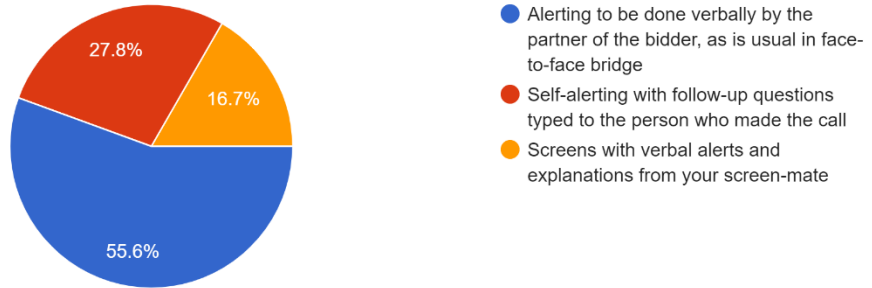 27.8%
16.7%
55.6%
Alerting to be done verbally by the
partner of the bidder, as is usual in face-
to-face bridge
Self-alerting with follow-up questions
typed to the person who made the call
Screens with verbal alerts and
explanations from your screen-mate